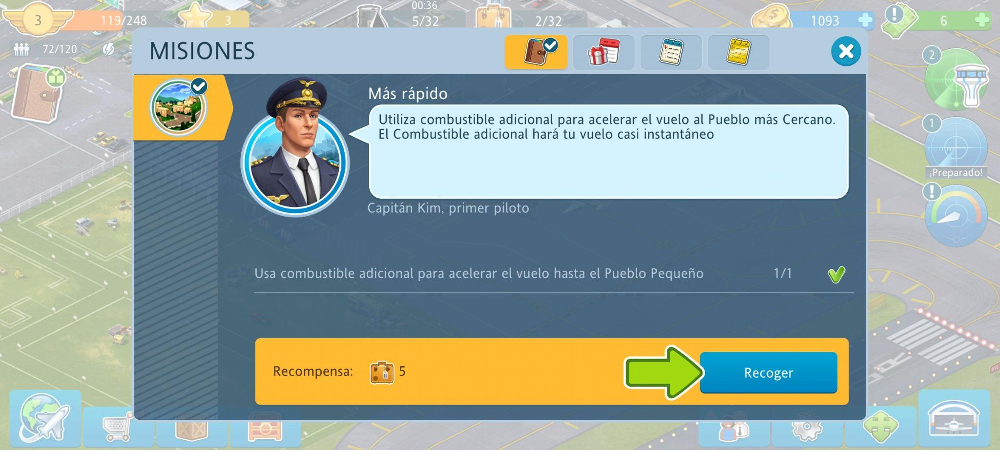 3
119/248
3
00:36
5/32
2/32
1093
6
72/120
MISIONES
2
Más rápido
Utiliza combustible adicional para acelerar el vuelo al Pueblo más Cercano.
El Combustible adicional hará tu vuelo casi instantáneo
1
¡Preparado!
Capitán Kim, primer piloto
Usa combustible adicional para acelerar el vuelo hasta el Pueblo Pequeño 1/1
Recompensa: 5
Recoger